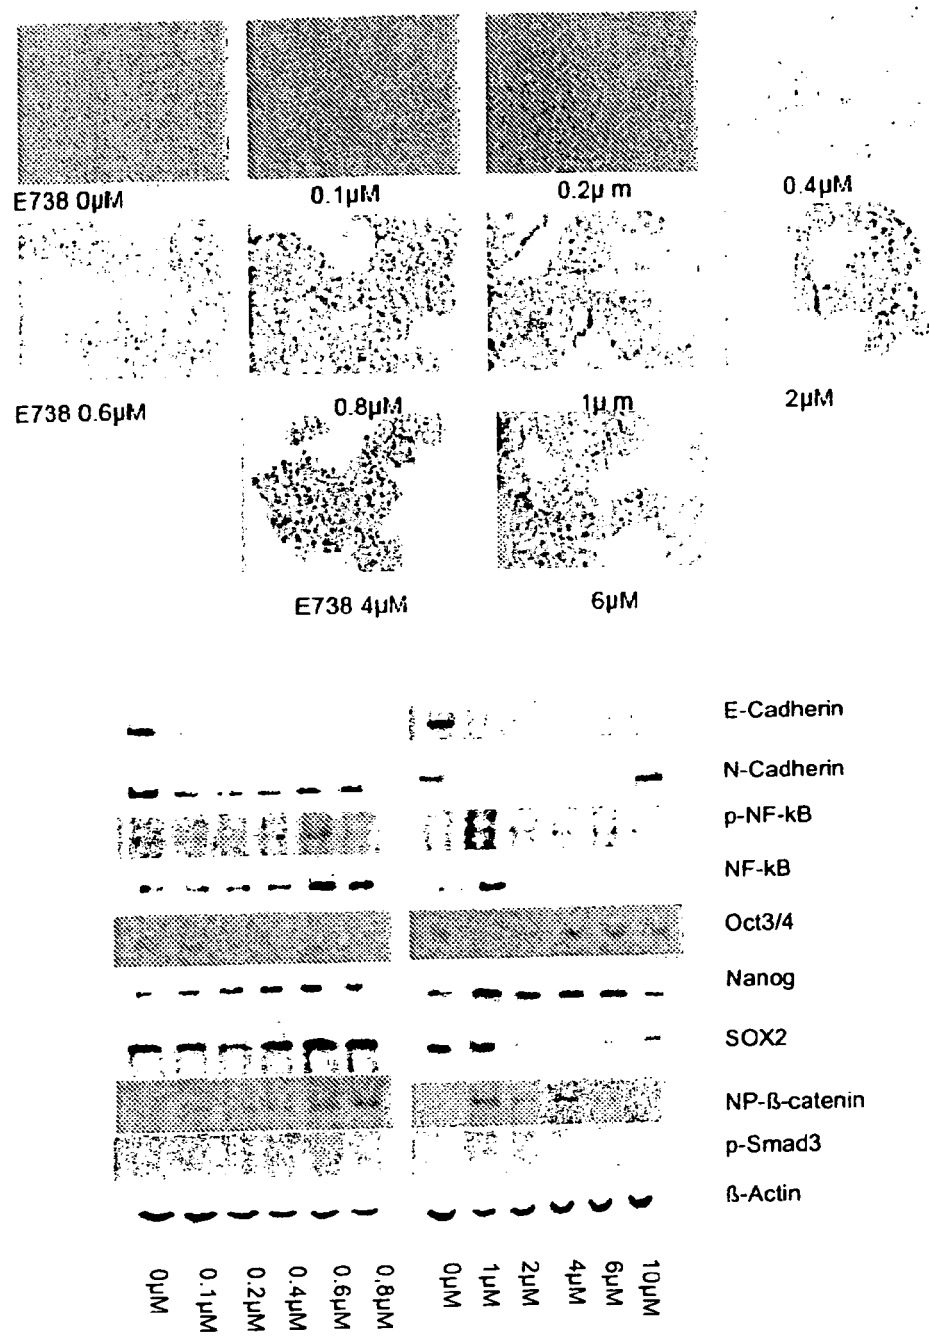 E738 0µM
0.1µM
0.2µ m
0.4µM
E738 0.6µM
0.8µM
1µ m
2µM
E738 4µM
6µM
E-Cadherin
N-Cadherin
p-NF-kB
NF-kB
Oct3/4
Nanog
SOX2
NP-ß-catenin
p-Smad3
ß-Actin
0µM
0.1µM
0.2µM
0.4µM
0.6µM
0,8µM
0µM
1µM
2µM
4µM
6µM
10µM